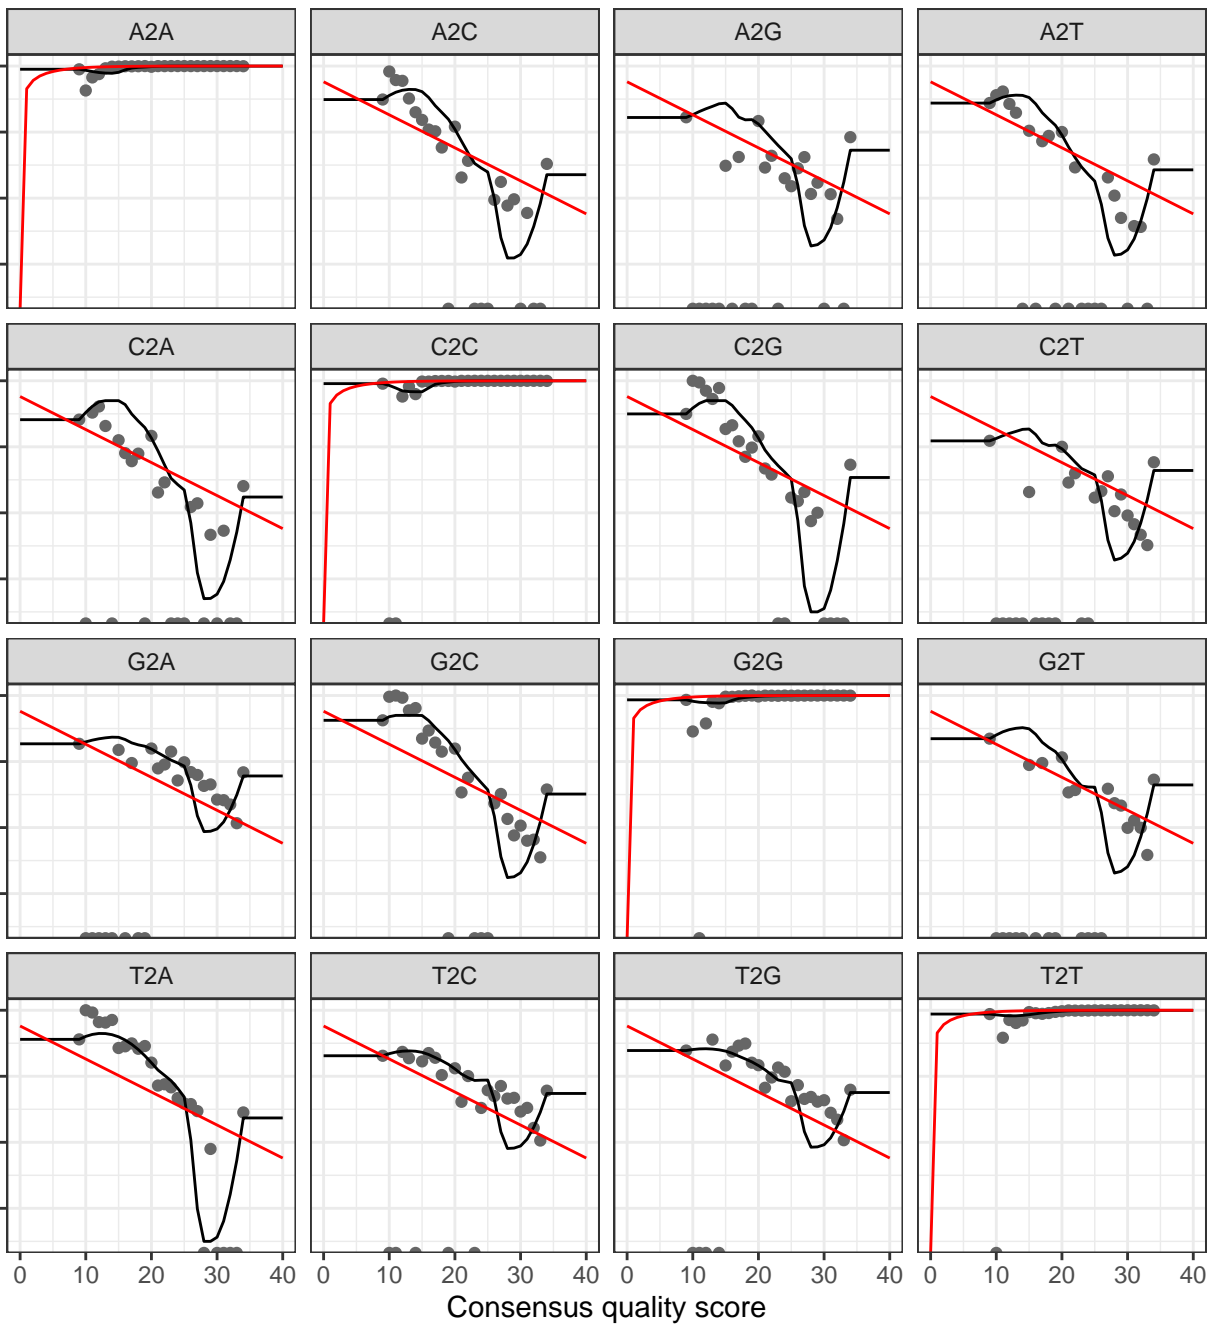 A2A A2C A2G A2T
C2A C2C C2G C2T
G2A G2C G2G G2T
T2A T2C T2G T2T
0 10 20 30 40 0 10 20 30 40 0 10 20 30 40 0 10 20 30 40
Consensus quality score